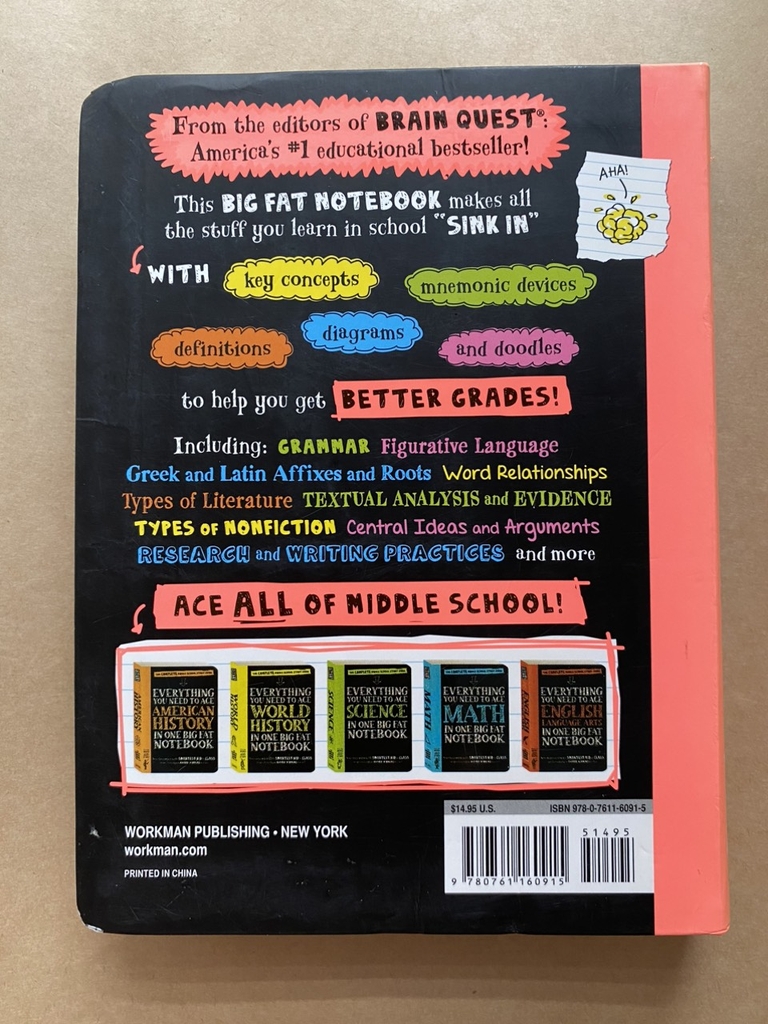 From the editors of BRAIN QUEST®:
America's #1 educational bestseller!
AHA!
This BIG FAT NOTEBOOK makes all
the stuff you learn in school "SINK IN"
WITH key concepts mnemonic devices
definitions diagrams and doodles
to help you get BETTER GRADES!
Including: GRAMMAR Figurative Language
Greek and Latin Affixes and Roots Word Relationships
Types of Literature TEXTUAL ANALYSIS and EVIDENCE
TYPES of NONFICTION Central Ideas and Arguments
RESEARCH and WRITING PRACTICES and more
ACE ALL OF MIDDLE SCHOOL!
EVERYTHING
YOU NEED TO ACE
AMERICAN
HISTORY
IN ONE BIG FAT
NOTEBOOK
EVERYTHING
YOU NEED TO ACE
WORLD
HISTORY
IN ONE BIG FAT
NOTEBOOK
SCIENCE
EVERYTHING
YOU NEED TO ACE
SCIENCE
IN ONE BIG FAT
NOTEBOOK
MATH
EVERYTHING
YOU NEED TO ACE
MATH
IN ONE BIG FAT
NOTEBOOK
EVERYTHING
YOU NEED TO ACE
ENGLISH
LANGUAGE ARTS
IN ONE BIG FAT
NOTEBOOK
WORKMAN PUBLISHING • NEW YORK
workman.com
PRINTED IN CHINA
$14.95 U.S. ISBN 978-0-7611-6091-5
51495
9 780761 160915